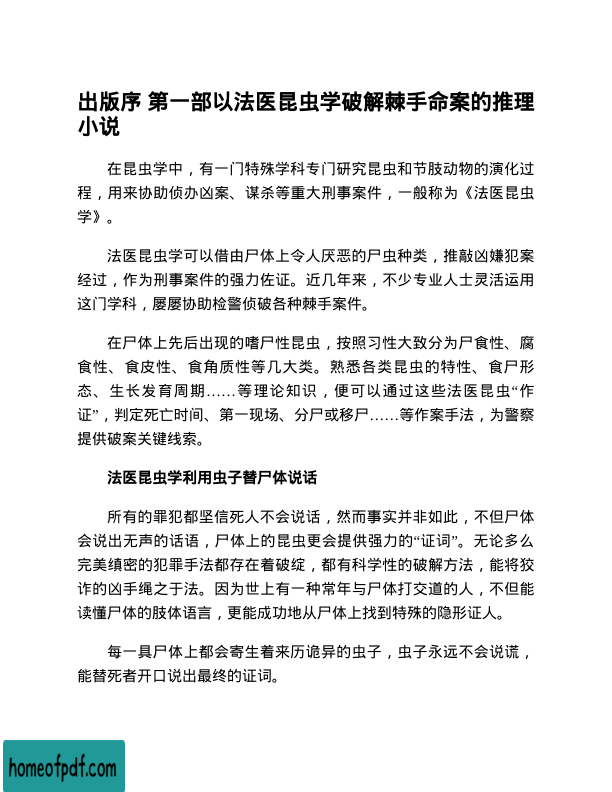 出版序 第一部以法医昆虫学破解棘手命案的推理
小说
在昆虫学中，有一门特殊学科专门研究昆虫和节肢动物的演化过
程，用来协助侦办凶案、谋杀等重大刑事案件，一般称为《法医昆虫
学》。
法医昆虫学可以借由尸体上令人厌恶的尸虫种类，推敲凶嫌犯案
经过，作为刑事案件的强力佐证。近几年来，不少专业人士灵活运用
这门学科，屡屡协助检警侦破各种棘手案件。
在尸体上先后出现的嗜尸性昆虫，按照习性大致分为尸食性、腐
食性、食皮性、食角质性等几大类。熟悉各类昆虫的特性、食尸形
态、生长发育周期……等理论知识，便可以通过这些法医昆虫“作
证”，判定死亡时间、第一现场、分尸或移尸……等作案手法，为警察
提供破案关键线索。
法医昆虫学利用虫子替尸体说话
所有的罪犯都坚信死人不会说话，然而事实并非如此，不但尸体
会说出无声的话语，尸体上的昆虫更会提供强力的“证词”。无论多么
完美缜密的犯罪手法都存在着破绽，都有科学性的破解方法，能将狡
诈的凶手绳之于法。因为世上有一种常年与尸体打交道的人，不但能
读懂尸体的肢体语言，更能成功地从尸体上找到特殊的隐形证人。
每一具尸体上都会寄生着来历诡异的虫子，虫子永远不会说谎，
能替死者开口说出最终的证词。
homeofpdf.com